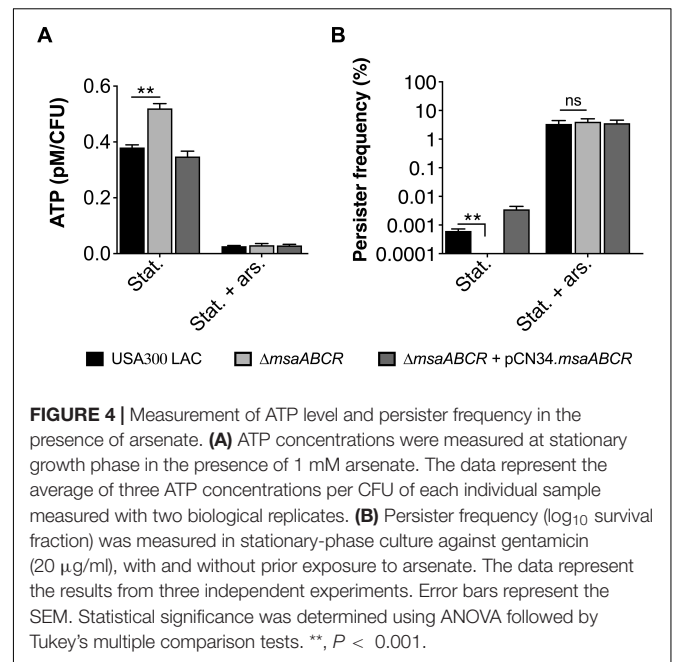 A
B
ATP (pM/CFU)
0.6
0.4
0.2
0.0
**
Stat.
Stat. + ars.
Persister frequency (%)
100
10
1
0.1
0.01
0.001
0.0001
**
ns
Stat.
Stat. + ars.
USA300 LAC
ΔmsaABCR
ΔmsaABCR + pCN34.msaABCR
FIGURE 4 | Measurement of ATP level and persister frequency in the
presence of arsenate. (A) ATP concentrations were measured at stationary
growth phase in the presence of 1 mM arsenate. The data represent the
average of three ATP concentrations per CFU of each individual sample
measured with two biological replicates. (B) Persister frequency (log10 survival
fraction) was measured in stationary-phase culture against gentamicin
(20 μg/ml), with and without prior exposure to arsenate. The data represent
the results from three independent experiments. Error bars represent the
SEM. Statistical significance was determined using ANOVA followed by
Tukey's multiple comparison tests. **, P < 0.001.